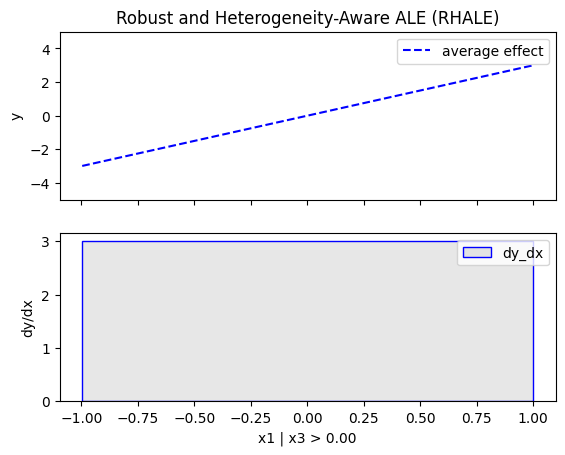 Robust and Heterogeneity-Aware ALE (RHALE)
4
2
0
−2
−4
y
average effect
3
2
1
0
dy/dx
dy_dx
−1.00 −0.75 −0.50 −0.25 0.00 0.25 0.50 0.75 1.00
x1 | x3 > 0.00